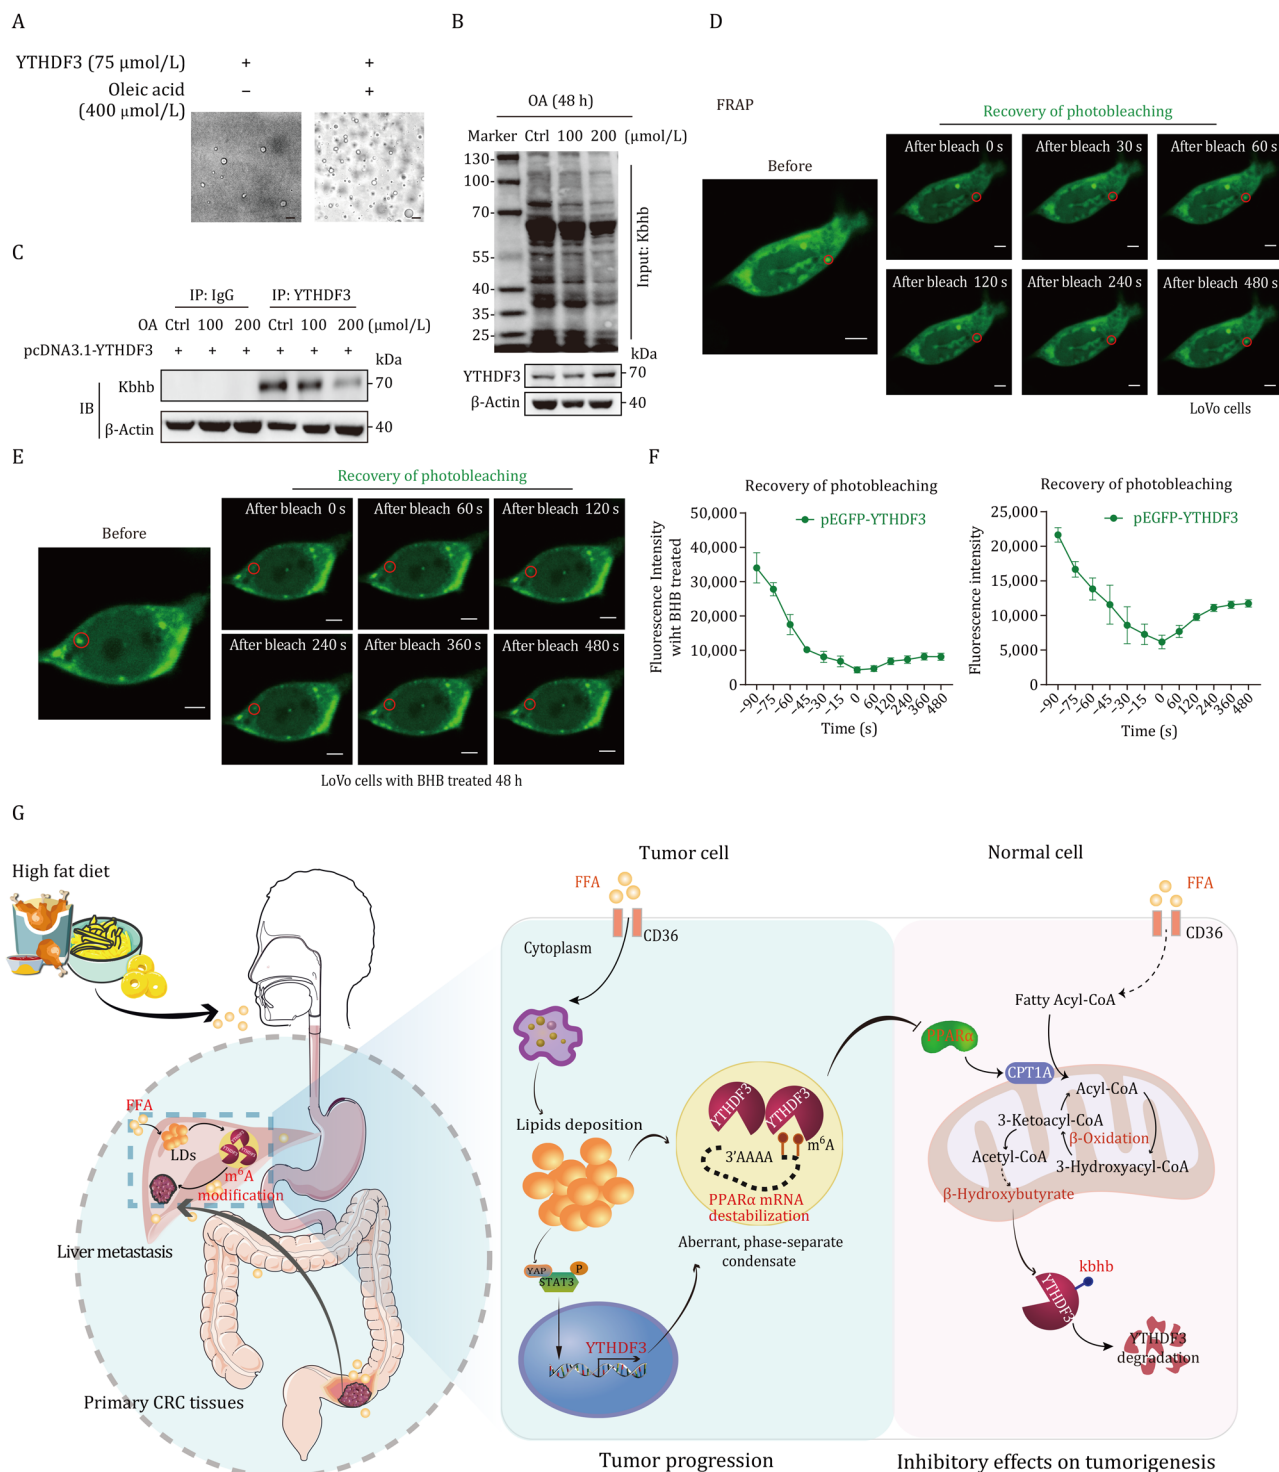 A
YTHDF3 (75 μmol/L) + +
Oleic acid − +
(400 μmol/L)
B
OA (48 h)
Marker Ctrl 100 200 (μmol/L)
130-
100-
70-
55-
40-
35-
25-
Input: Kbhb
kDa
YTHDF3 -70
β-Actin -40
C
IP: IgG IP: YTHDF3
OA Ctrl 100 200 Ctrl 100 200 (μmol/L)
pcDNA3.1-YTHDF3 + + + + + +
kDa
IB
Kbhb -70
β-Actin -40
D
FRAP
Recovery of photobleaching
Before
After bleach 0 s After bleach 30 s After bleach 60 s
After bleach 120 s After bleach 240 s After bleach 480 s
LoVo cells
E
Recovery of photobleaching
Before
After bleach 0 s After bleach 60 s After bleach 120 s
After bleach 240 s After bleach 360 s After bleach 480 s
LoVo cells with BHB treated 48 h
F
Recovery of photobleaching
pEGFP-YTHDF3
Fluorescence Intensity
wiht BHB treated
50,000
40,000
30,000
20,000
10,000
0
−90 −75 −60 −45 −30 −15 0 60 120 240 360 480
Time (s)
Recovery of photobleaching
pEGFP-YTHDF3
Fluorescence intensity
25,000
20,000
15,000
10,000
5,000
0
−90 −75 −60 −45 −30 −15 0 60 120 240 360 480
Time (s)
G
High fat diet
FFA
LDs
m⁶A
modification
Liver metastasis
Primary CRC tissues
Tumor cell
FFA
CD36
Cytoplasm
Lipids deposition
YAP
STAT3
P
YTHDF3
YTHDF3
YTHDF3
3'AAAA
m⁶A
PPARα mRNA
destabilization
Aberrant, phase-separate
condensate
Tumor progression
Normal cell
FFA
CD36
Fatty Acyl-CoA
PPARα
CPT1A
Acyl-CoA
3-Ketoacyl-CoA
β-Oxidation
Acetyl-CoA
3-Hydroxyacyl-CoA
β-Hydroxybutyrate
kbhb
YTHDF3
YTHDF3
degradation
Inhibitory effects on tumorigenesis